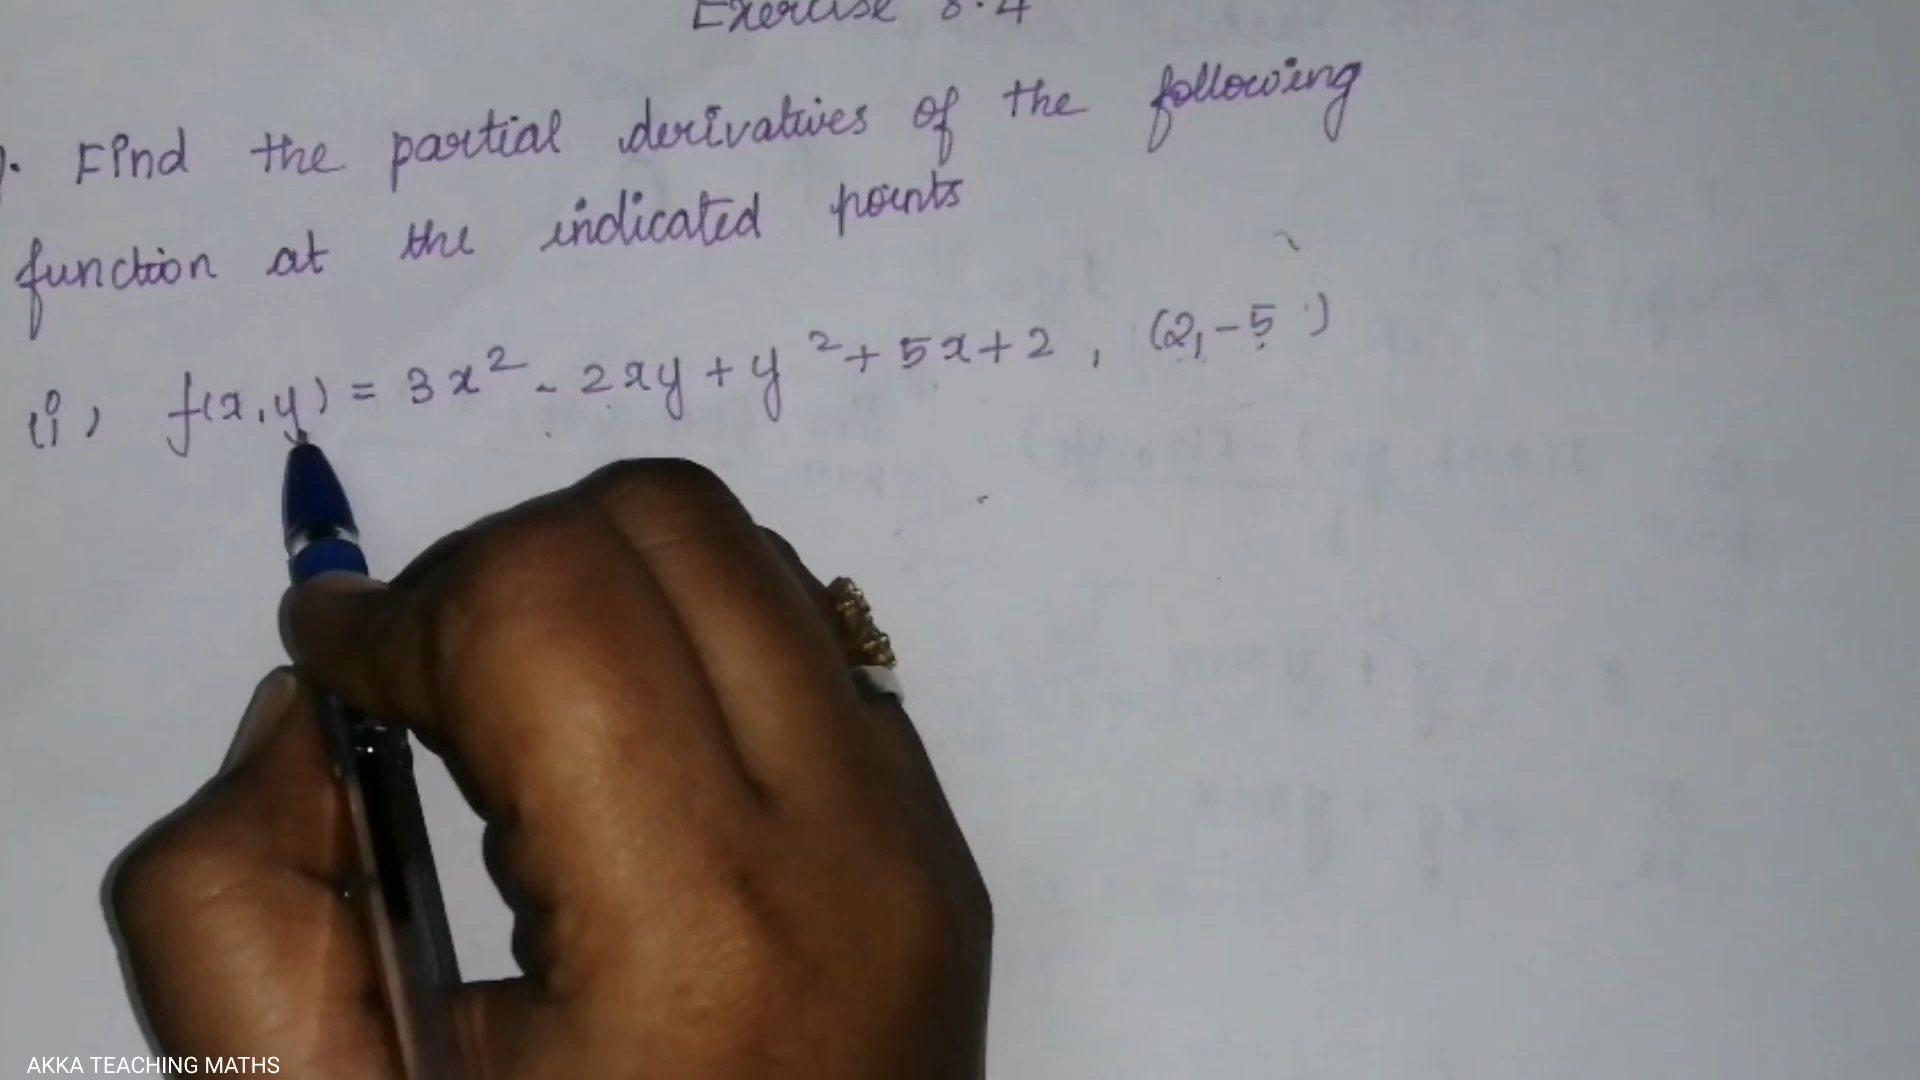 Exercise 8.4
. Find the partial derivatives of the following
function at the indicated points
(i) f(x,y) = 3x² - 2xy + y² + 5x + 2 , (2, -5)
AKKA TEACHING MATHS